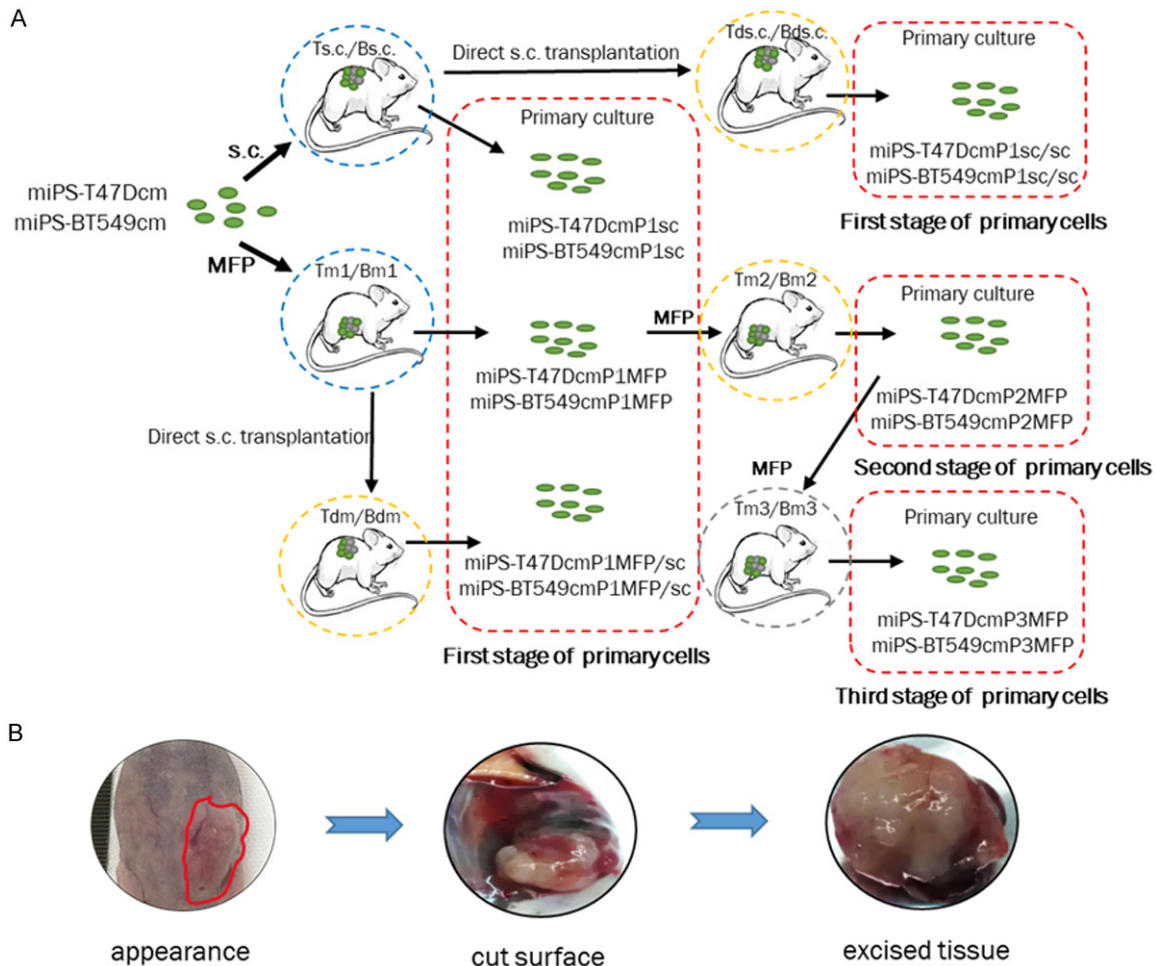 A
Ts.c./Bs.c.
Direct s.c. transplantation
Tds.c./Bds.c.
Primary culture
miPS-T47DcmP1sc/sc
miPS-BT549cmP1sc/sc
First stage of primary cells
s.c.
miPS-T47Dcm
miPS-BT549cm
MFP
Primary culture
miPS-T47DcmP1sc
miPS-BT549cmP1sc
Tm1/Bm1
miPS-T47DcmP1MFP
miPS-BT549cmP1MFP
MFP
Tm2/Bm2
Primary culture
miPS-T47DcmP2MFP
miPS-BT549cmP2MFP
Second stage of primary cells
Direct s.c. transplantation
Tdm/Bdm
miPS-T47DcmP1MFP/sc
miPS-BT549cmP1MFP/sc
First stage of primary cells
MFP
Tm3/Bm3
Primary culture
miPS-T47DcmP3MFP
miPS-BT549cmP3MFP
Third stage of primary cells
B
appearance
cut surface
excised tissue